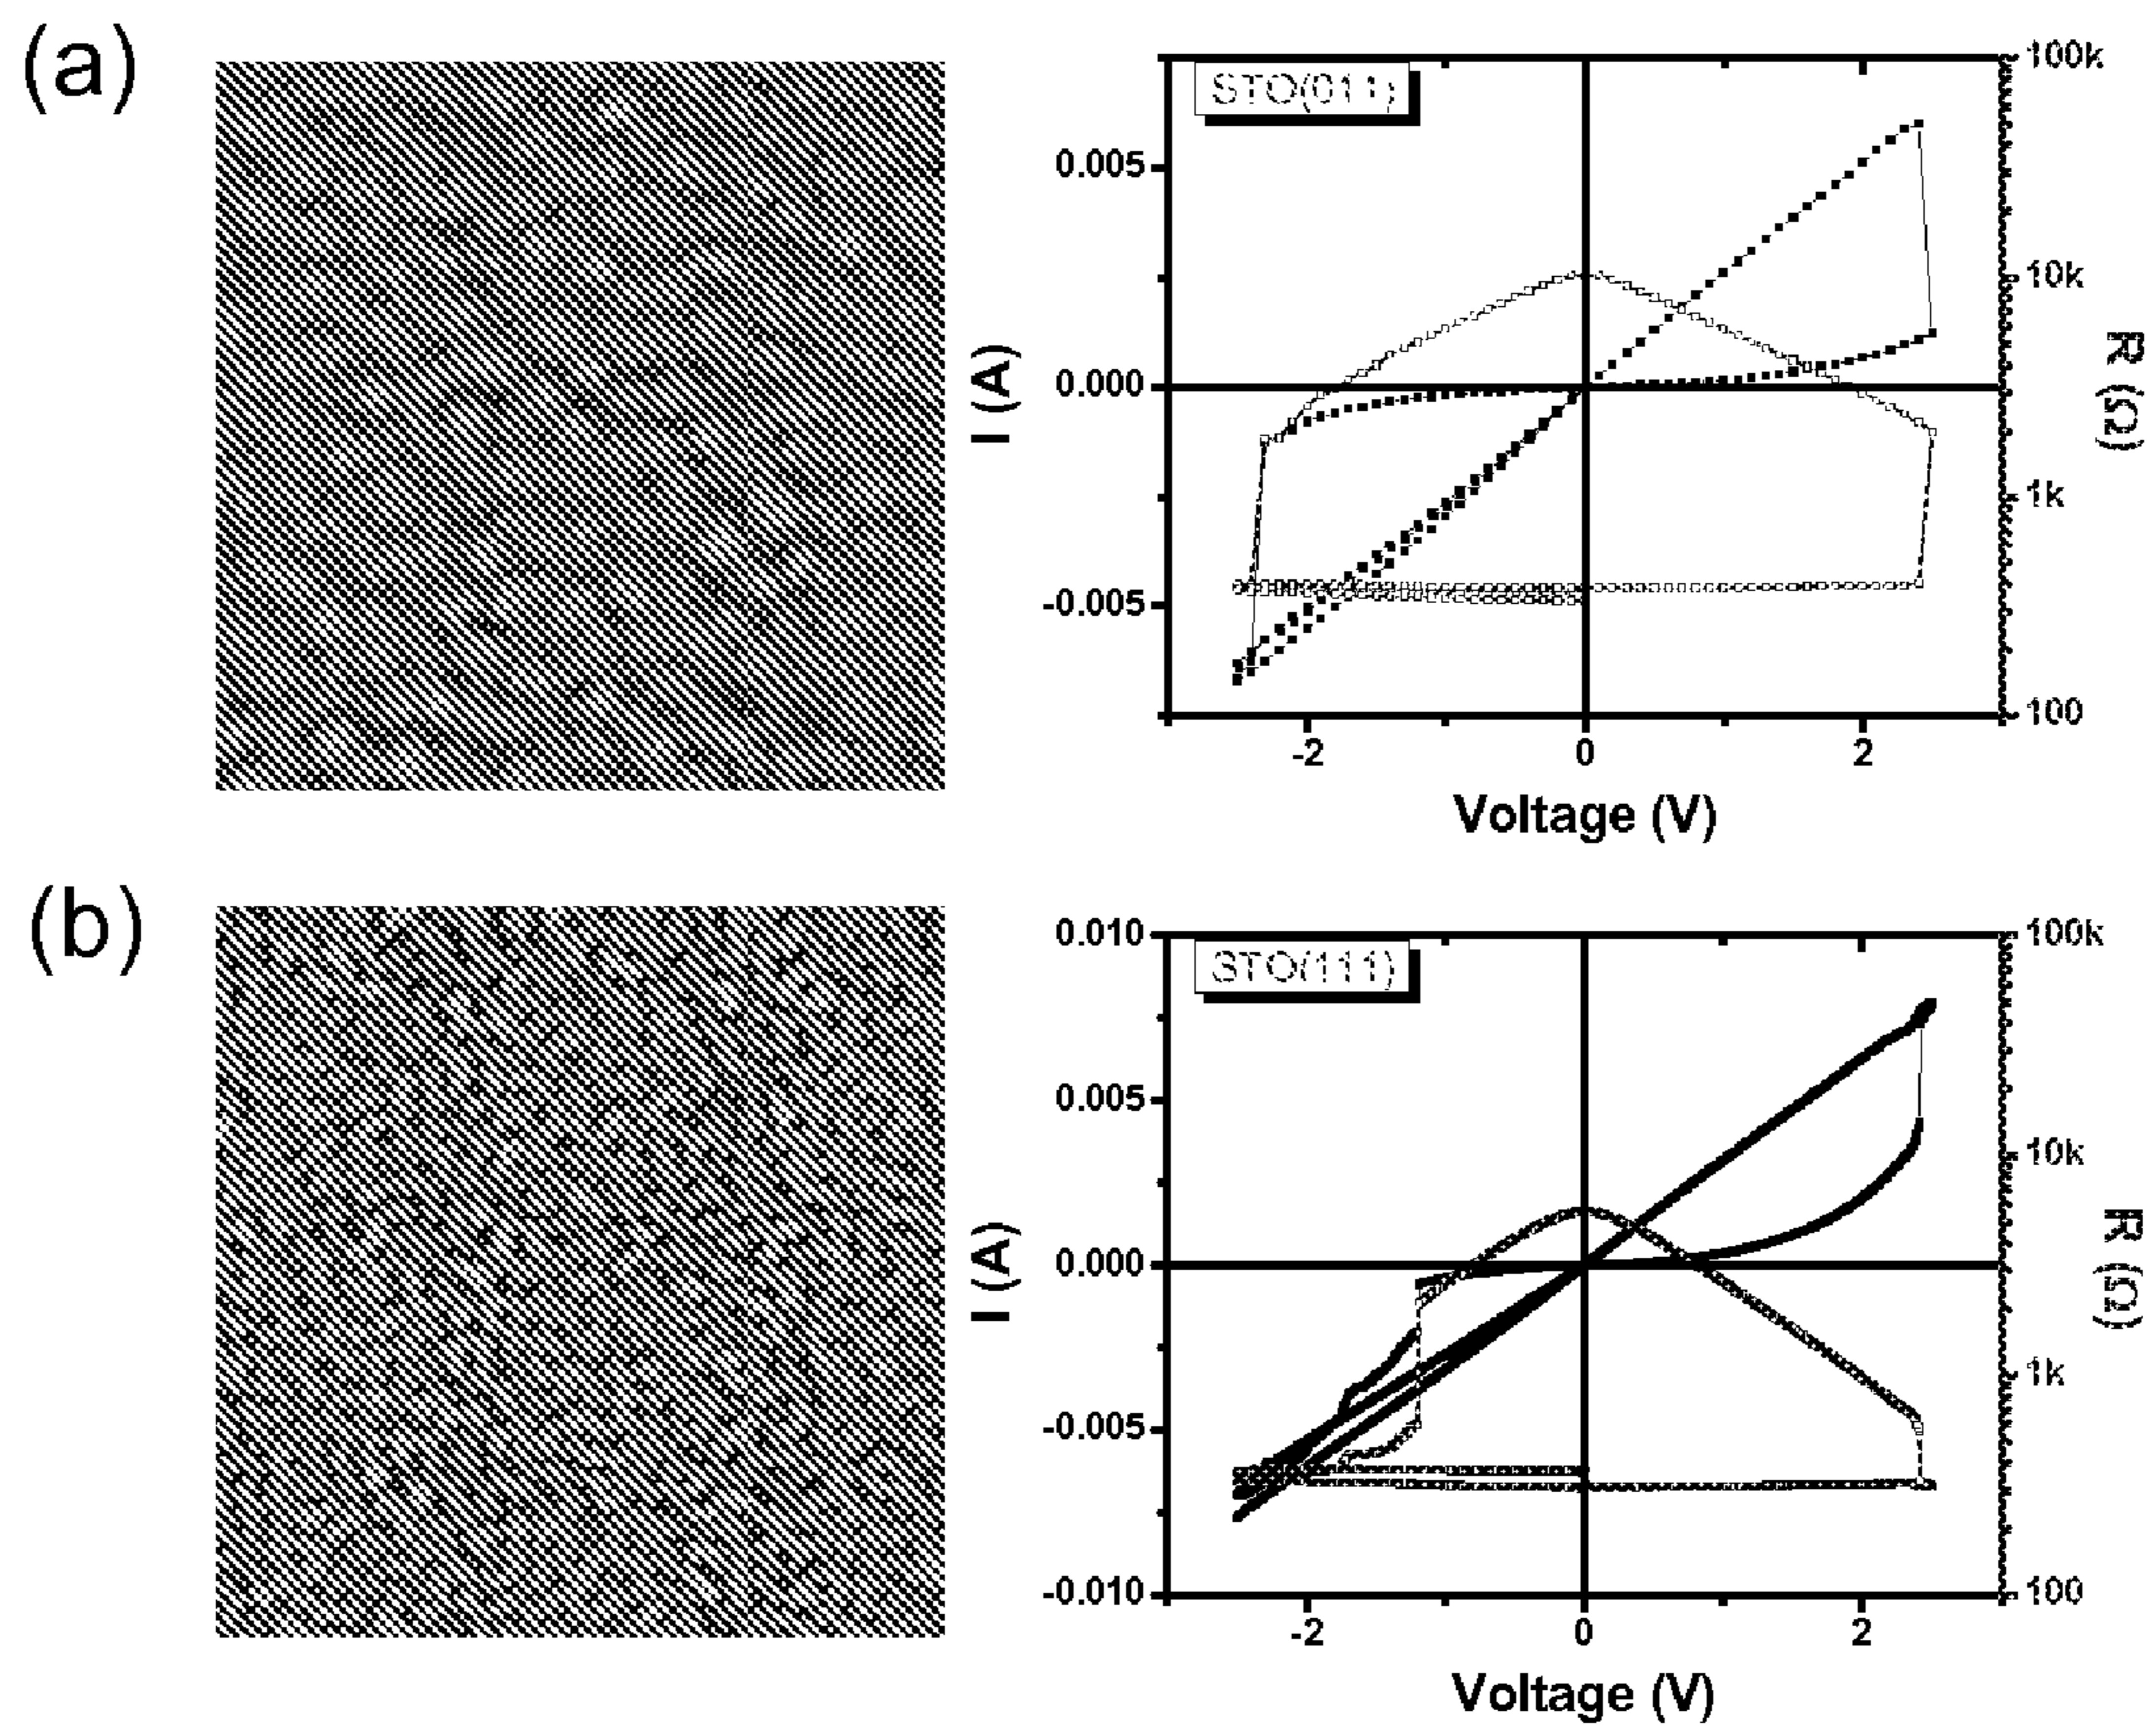 (a)
STO(011)
100k
0.005
10k
I (A)
0.000
R (Ω)
1k
-0.005
100
-2
0
2
Voltage (V)
(b)
0.010
100k
STO(111)
0.005
10k
I (A)
0.000
R (Ω)
1k
-0.005
-0.010
100
-2
0
2
Voltage (V)